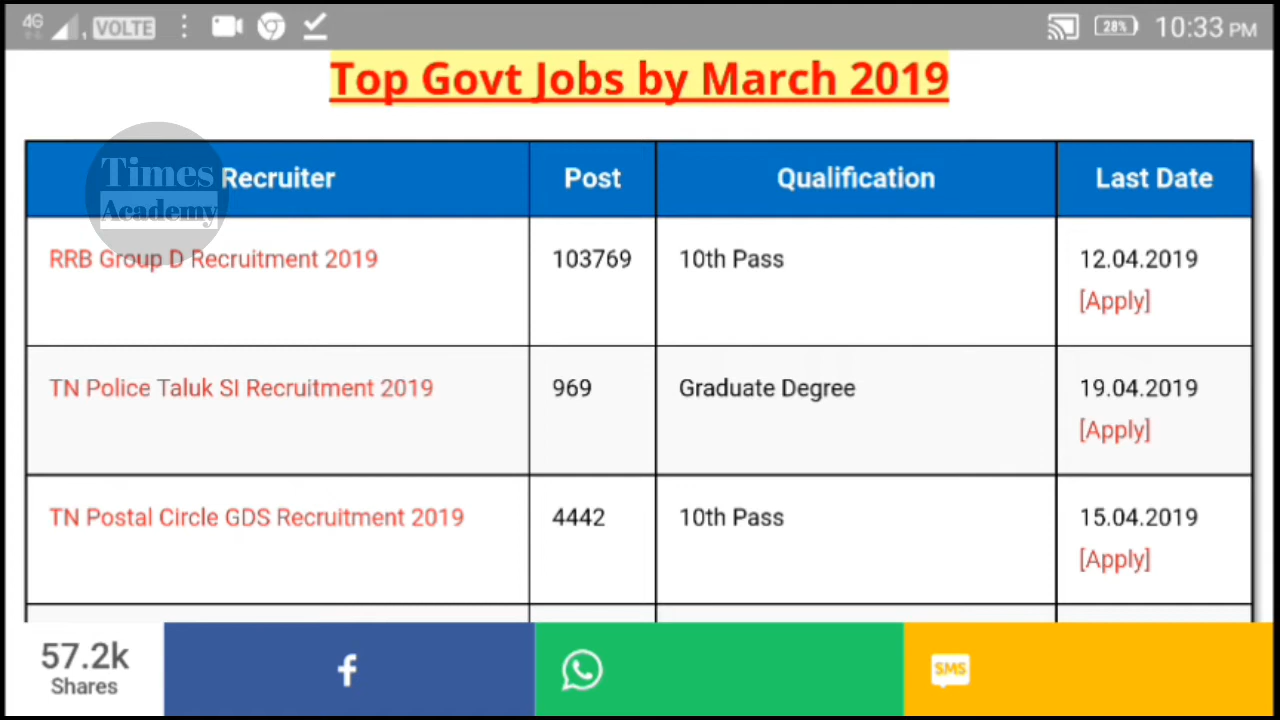 4G VOLTE 28% 10:33 PM
Top Govt Jobs by March 2019
Times
Academy
Recruiter Post Qualification Last Date
RRB Group D Recruitment 2019 103769 10th Pass 12.04.2019
[Apply]
TN Police Taluk SI Recruitment 2019 969 Graduate Degree 19.04.2019
[Apply]
TN Postal Circle GDS Recruitment 2019 4442 10th Pass 15.04.2019
[Apply]
57.2k
Shares
SMS